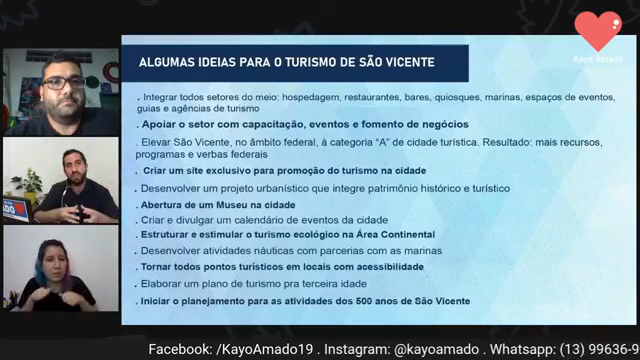 Kayo Amado
ALGUMAS IDEIAS PARA O TURISMO DE SÃO VICENTE
. Integrar todos setores do meio: hospedagem, restaurantes, bares, quiosques, marinas, espaços de eventos,
guias e agências de turismo
. Apoiar o setor com capacitação, eventos e fomento de negócios
. Elevar São Vicente, no âmbito federal, à categoria “A” de cidade turística. Resultado: mais recursos,
programas e verbas federais
. Criar um site exclusivo para promoção do turismo na cidade
. Desenvolver um projeto urbanístico que integre patrimônio histórico e turístico
. Abertura de um Museu na cidade
. Criar e divulgar um calendário de eventos da cidade
. Estruturar e estimular o turismo ecológico na Área Continental
. Desenvolver atividades náuticas com parcerias com as marinas
. Tornar todos pontos turísticos em locais com acessibilidade
. Elaborar um plano de turismo pra terceira idade
. Iniciar o planejamento para as atividades dos 500 anos de São Vicente
Facebook: /KayoAmado19 . Instagram: @kayoamado . Whatsapp: (13) 99636-9